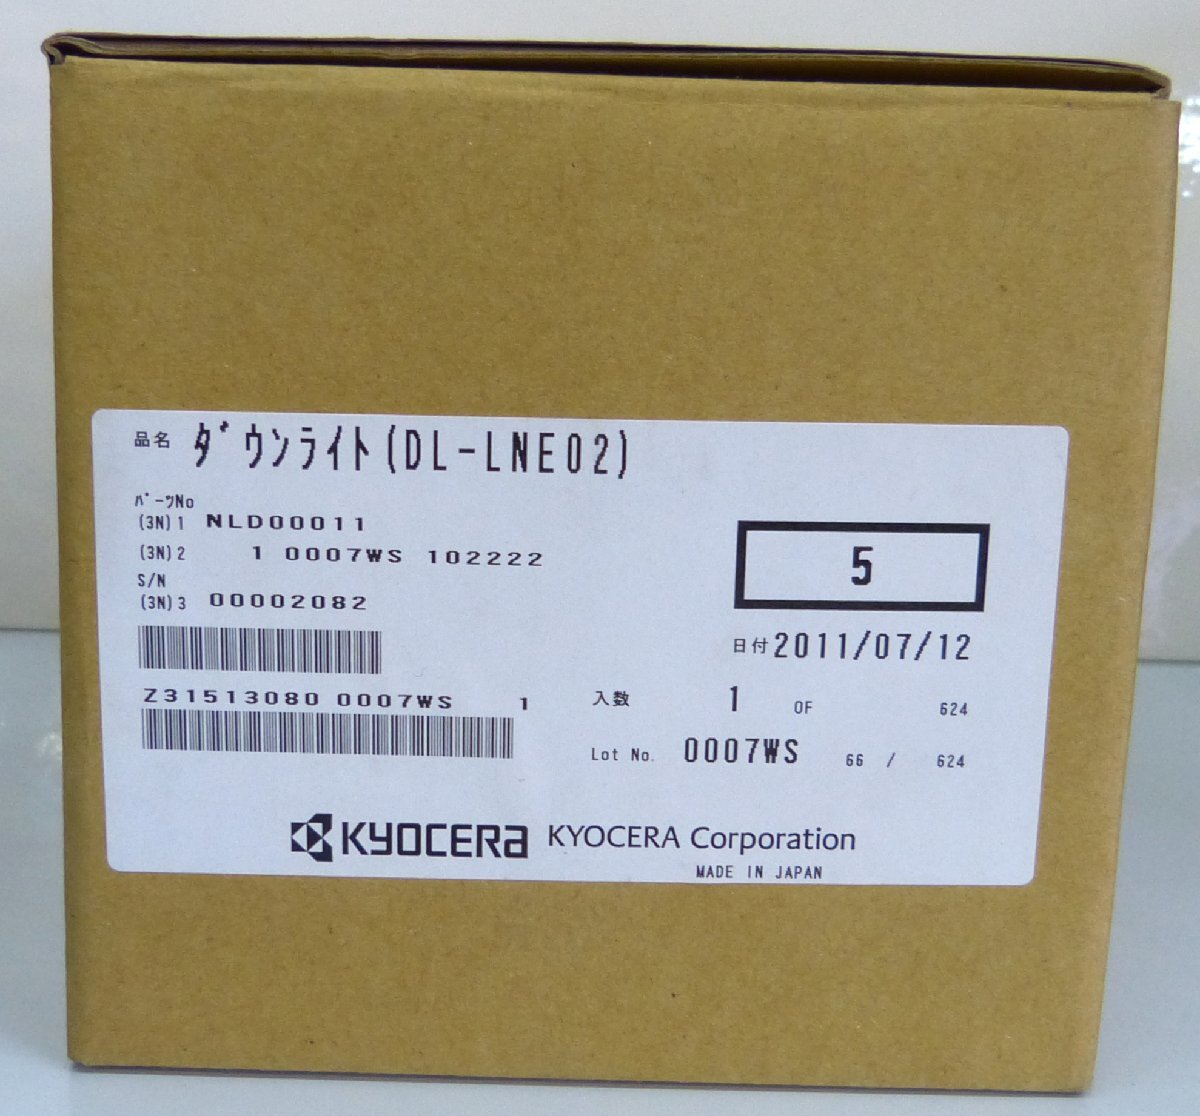 品名 ﾀﾞｳﾝﾗｲﾄ(DL-LNE02)
ﾊﾟｰﾂNo
(3N)1 NLD00011
(3N)2 1 0007WS 102222
S/N
(3N)3 00002082
5
日付 2011/07/12
Z31513080 0007WS 1
入数 1 OF 624
Lot No. 0007WS 66 / 624
KYOCERA KYOCERA Corporation
MADE IN JAPAN